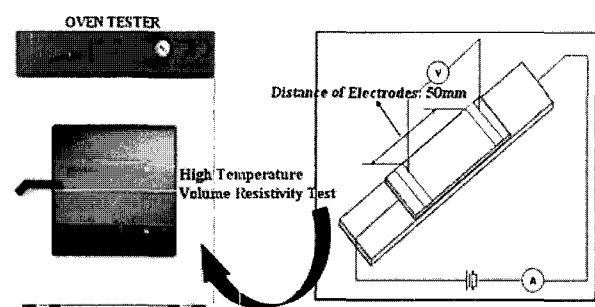 OVEN TESTER
V
Distance of Electrodes: 50mm
High Temperature
Volume Resistivity Test
A